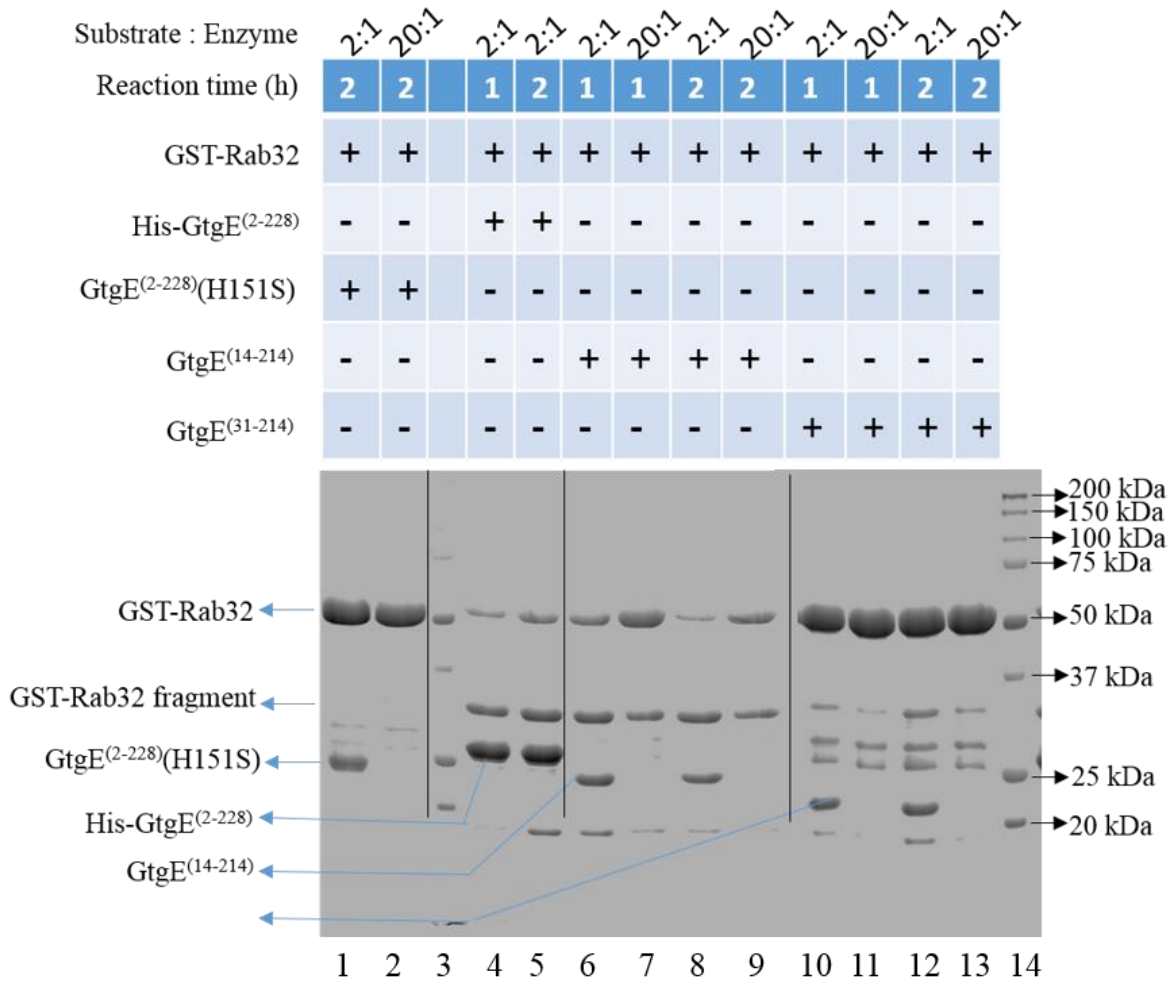 Substrate : Enzyme 2:1 20:1 2:1 2:1 2:1 20:1 2:1 20:1 2:1 20:1 2:1 20:1
Reaction time (h) 2 2 1 2 1 1 2 2 1 1 2 2
GST-Rab32 + + + + + + + + + + + +
His-GtgE(2-228) - - + + - - - - - - - -
GtgE(2-228)(H151S) + + - - - - - - - - - -
GtgE(14-214) - - - - + + + + - - - -
GtgE(31-214) - - - - - - - - + + + +
200 kDa
150 kDa
100 kDa
75 kDa
GST-Rab32 50 kDa
37 kDa
GST-Rab32 fragment
GtgE(2-228)(H151S)
25 kDa
His-GtgE(2-228) 20 kDa
GtgE(14-214)
1 2 3 4 5 6 7 8 9 10 11 12 13 14